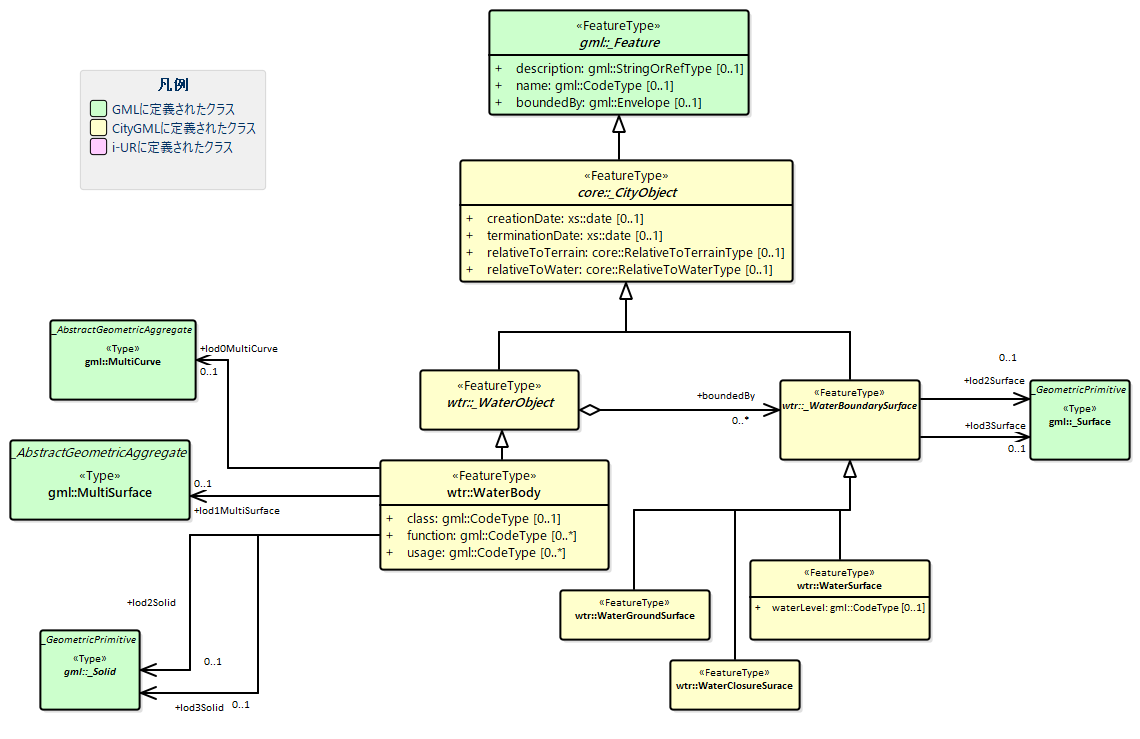 «FeatureType»
gml::_Feature
+ description: gml::StringOrRefType [0..1]
+ name: gml::CodeType [0..1]
+ boundedBy: gml::Envelope [0..1]
凡例
GMLに定義されたクラス
CityGMLに定義されたクラス
i-URに定義されたクラス
«FeatureType»
core::_CityObject
+ creationDate: xs::date [0..1]
+ terminationDate: xs::date [0..1]
+ relativeToTerrain: core::RelativeToTerrainType [0..1]
+ relativeToWater: core::RelativeToWaterType [0..1]
_AbstractGeometricAggregate
«Type»
gml::MultiCurve
+lod0MultiCurve
0..1
«FeatureType»
wtr::_WaterObject
+boundedBy
0..*
«FeatureType»
wtr::_WaterBoundarySurface
0..1
+lod2Surface
+lod3Surface
0..1
_GeometricPrimitive
«Type»
gml::_Surface
_AbstractGeometricAggregate
«Type»
gml::MultiSurface
0..1
+lod1MultiSurface
«FeatureType»
wtr::WaterBody
+ class: gml::CodeType [0..1]
+ function: gml::CodeType [0..*]
+ usage: gml::CodeType [0..*]
«FeatureType»
wtr::WaterSurface
+ waterLevel: gml::CodeType [0..1]
«FeatureType»
wtr::WaterGroundSurface
«FeatureType»
wtr::WaterClosureSurace
+lod2Solid
0..1
_GeometricPrimitive
«Type»
gml::_Solid
+lod3Solid
0..1